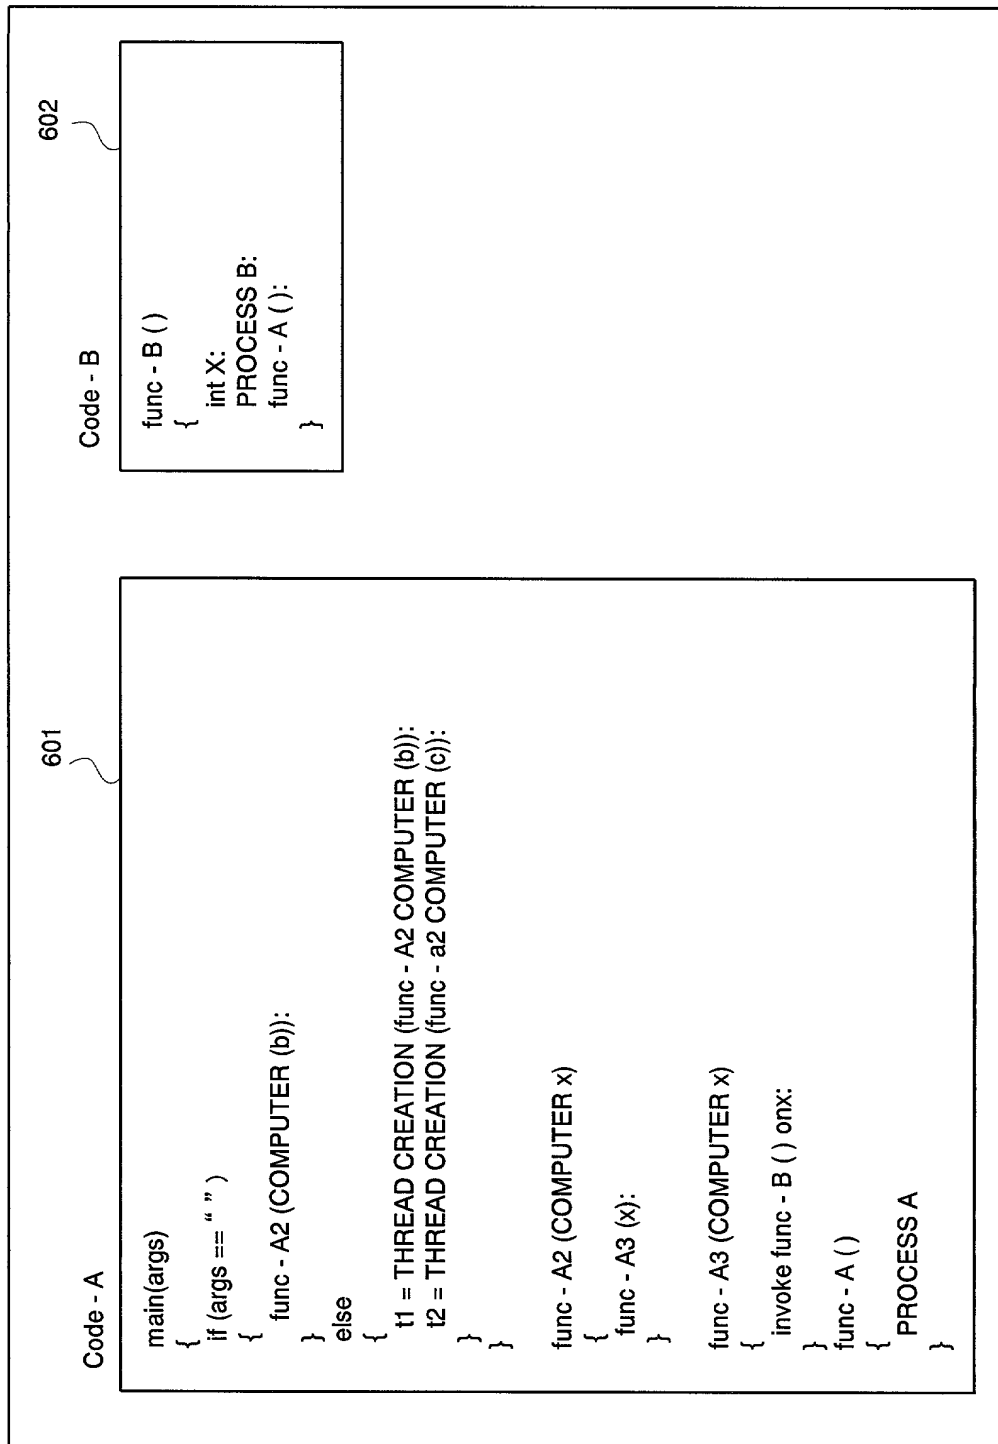 Code - A
601
main(args)
{
if (args == “ ” )
{
func - A2 (COMPUTER (b)):
}
else
{
t1 = THREAD CREATION (func - A2 COMPUTER (b)):
t2 = THREAD CREATION (func - a2 COMPUTER (c)):
}
}
func - A2 (COMPUTER x)
{
func - A3 (x):
}
func - A3 (COMPUTER x)
{
invoke func - B ( ) onx:
}
func - A ( )
{
PROCESS A
}
Code - B
602
func - B ( )
{
int X:
PROCESS B:
func - A ( ):
}